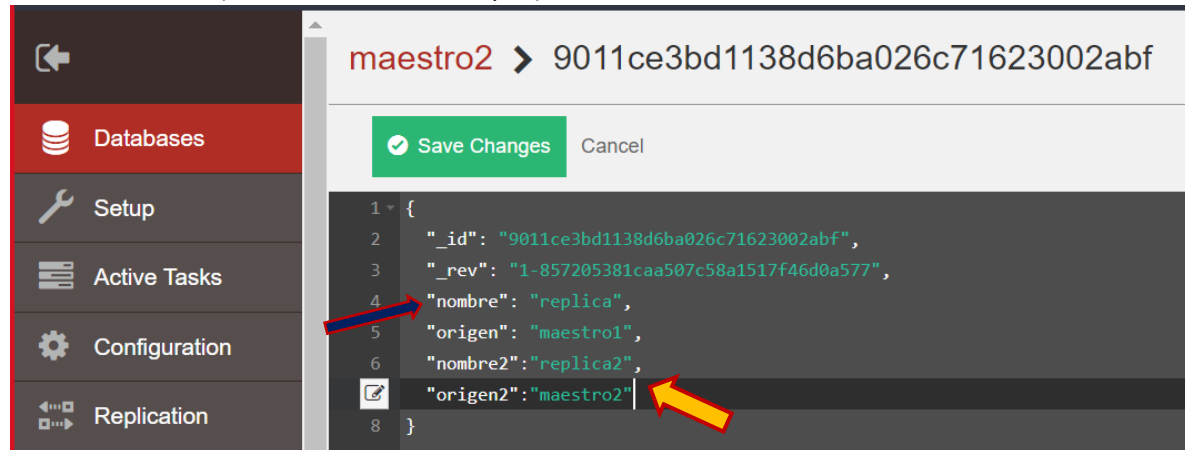 maestro2 > 9011ce3bd1138d6ba026c71623002abf
Databases
Setup
Active Tasks
Configuration
Replication
Save Changes Cancel
1 {
2 "_id": "9011ce3bd1138d6ba026c71623002abf",
3 "_rev": "1-857205381caa507c58a1517f46d0a577",
4 "nombre": "replica",
5 "origen": "maestro1",
6 "nombre2":"replica2",
"origen2":"maestro2"
8 }